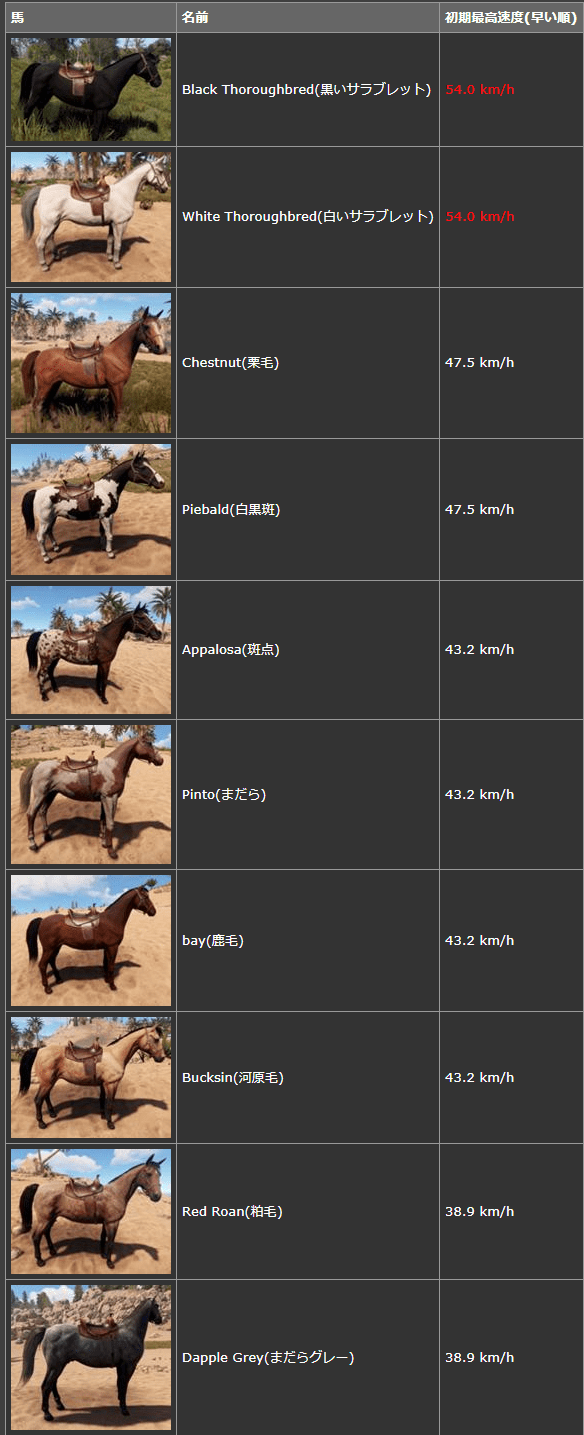 馬 名前 初期最高速度(早い順)
Black Thoroughbred(黒いサラブレット) 54.0 km/h
White Thoroughbred(白いサラブレット) 54.0 km/h
Chestnut(栗毛) 47.5 km/h
Piebald(白黒斑) 47.5 km/h
Appalosa(斑点) 43.2 km/h
Pinto(まだら) 43.2 km/h
bay(鹿毛) 43.2 km/h
Bucksin(河原毛) 43.2 km/h
Red Roan(粕毛) 38.9 km/h
Dapple Grey(まだらグレー) 38.9 km/h